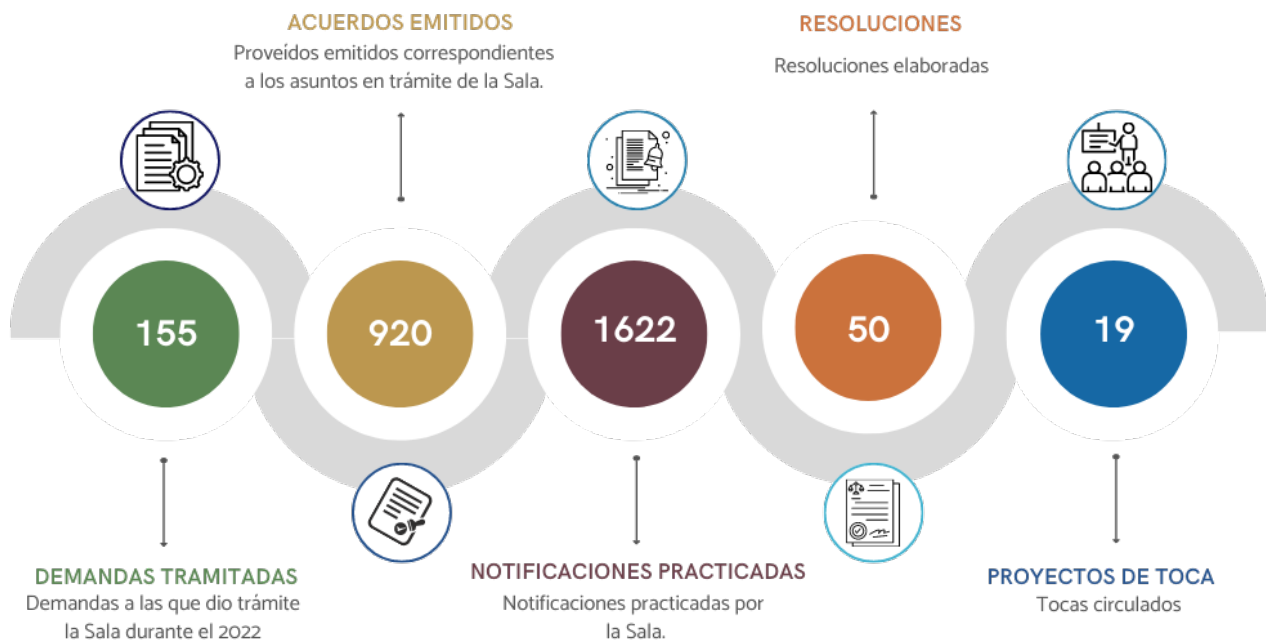 ACUERDOS EMITIDOS
Proveídos emitidos correspondientes
a los asuntos en trámite de la Sala.
RESOLUCIONES
Resoluciones elaboradas
155
920
1622
50
19
DEMANDAS TRAMITADAS
Demandas a las que dio trámite
la Sala durante el 2022
NOTIFICACIONES PRACTICADAS
Notificaciones practicadas por
la Sala.
PROYECTOS DE TOCA
Tocas circulados